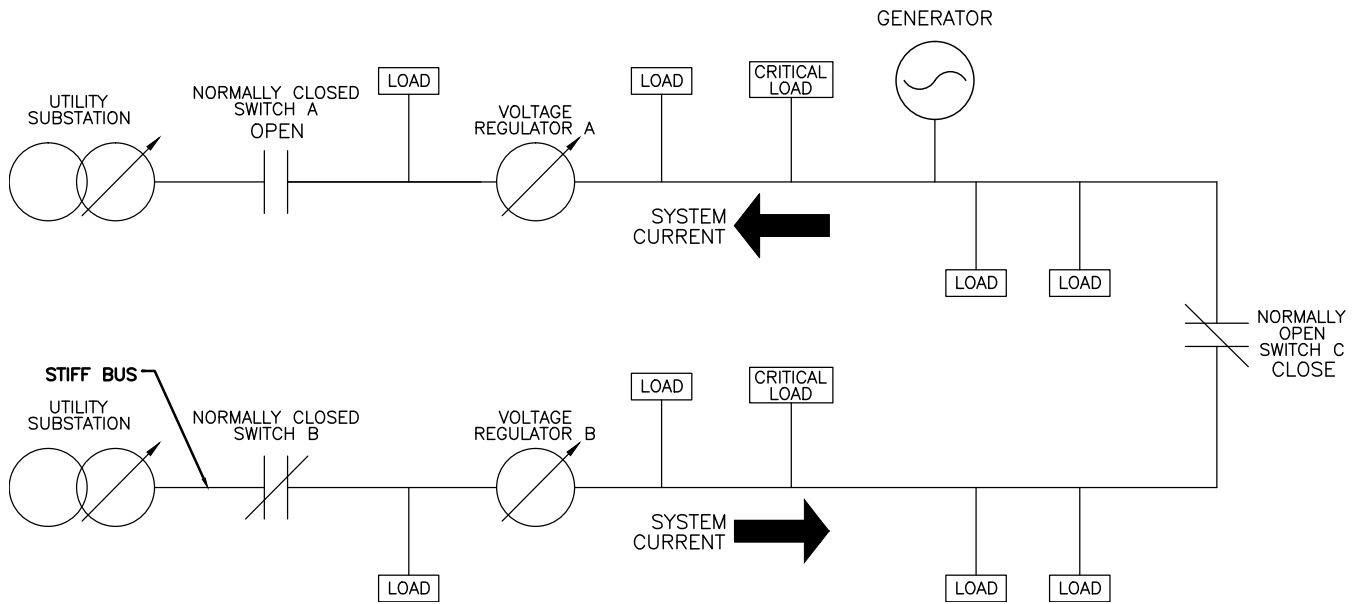 GENERATOR
LOAD
LOAD
CRITICAL
LOAD
UTILITY
SUBSTATION
NORMALLY CLOSED
SWITCH A
OPEN
VOLTAGE
REGULATOR A
SYSTEM
CURRENT
LOAD
LOAD
NORMALLY
OPEN
SWITCH C
CLOSE
STIFF BUS
UTILITY
SUBSTATION
NORMALLY CLOSED
SWITCH B
VOLTAGE
REGULATOR B
LOAD
CRITICAL
LOAD
SYSTEM
CURRENT
LOAD
LOAD
LOAD